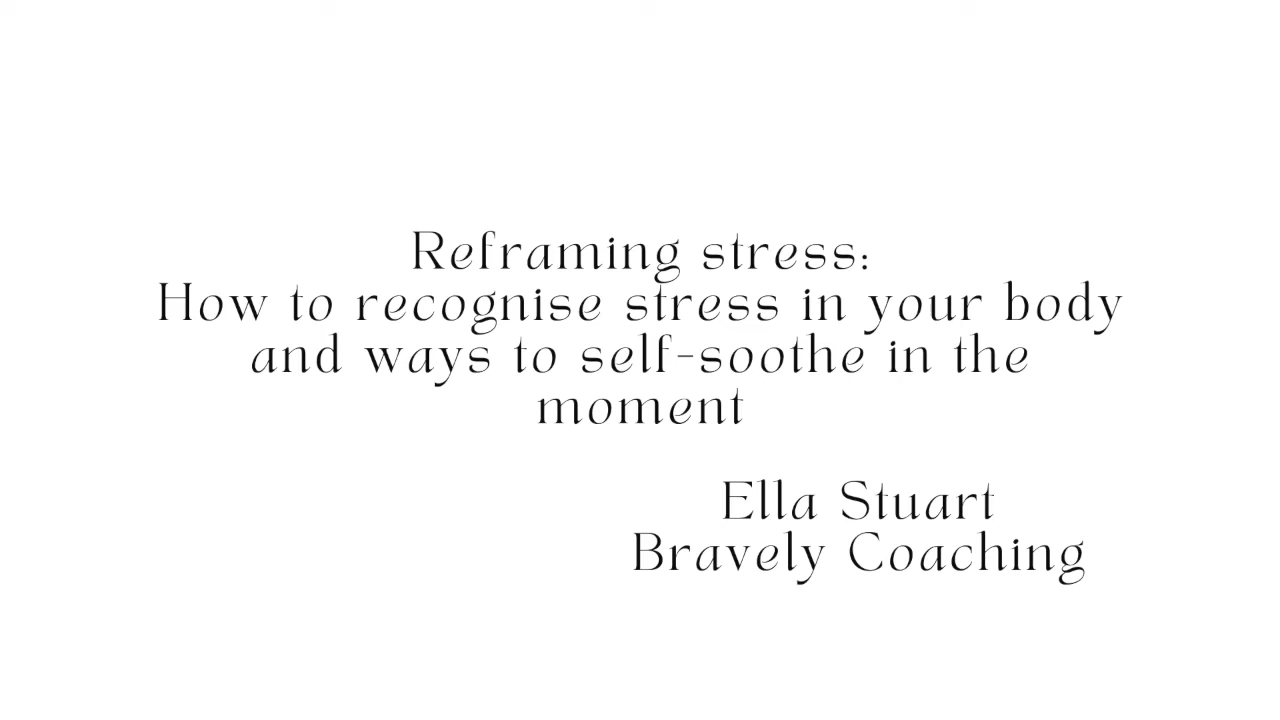 Reframing stress:
How to recognise stress in your body
and ways to self-soothe in the
moment
Ella Stuart
Bravely Coaching